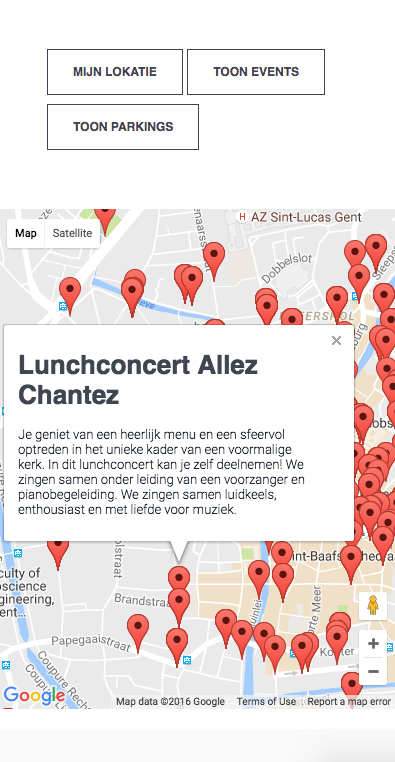 MIJN LOKATIE
TOON EVENTS
TOON PARKINGS
H AZ Sint-Lucas Gent
Map
Satellite
Dobbelslot
Lunchconcert Allez
Chantez
Je geniet van een heerlijk menu en een sfeervol
optreden in het unieke kader van een voormalige
kerk. In dit lunchconcert kan je zelf deelnemen! We
zingen samen onder leiding van een voorzanger en
pianobegeleiding. We zingen samen luidkeels,
enthousiast en met liefde voor muziek.
int-Baafs
culty of
oscience
gineering,
ent...
Brandstraat
Papegaaistraat
Coupure Rechts
Google
Map data ©2016 Google
Terms of Use
Report a map error